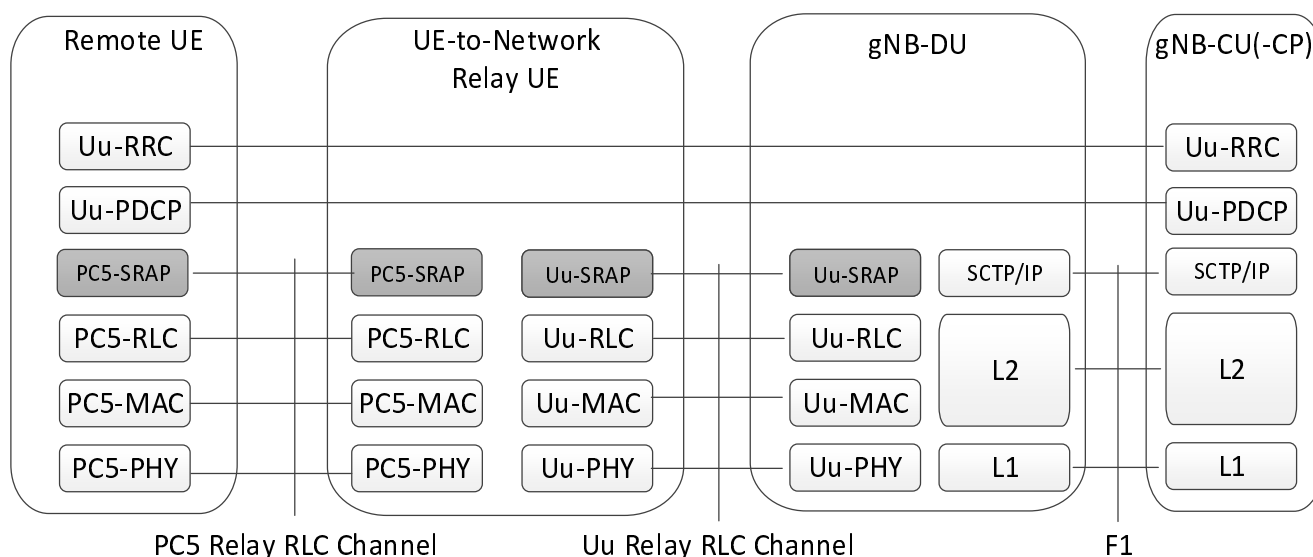 Remote UE
UE-to-Network
Relay UE
gNB-DU
gNB-CU(-CP)
Uu-RRC
Uu-RRC
Uu-PDCP
Uu-PDCP
PC5-SRAP
PC5-SRAP
Uu-SRAP
Uu-SRAP
SCTP/IP
SCTP/IP
PC5-RLC
PC5-RLC
Uu-RLC
Uu-RLC
L2
L2
PC5-MAC
PC5-MAC
Uu-MAC
Uu-MAC
PC5-PHY
PC5-PHY
Uu-PHY
Uu-PHY
L1
L1
PC5 Relay RLC Channel
Uu Relay RLC Channel
F1